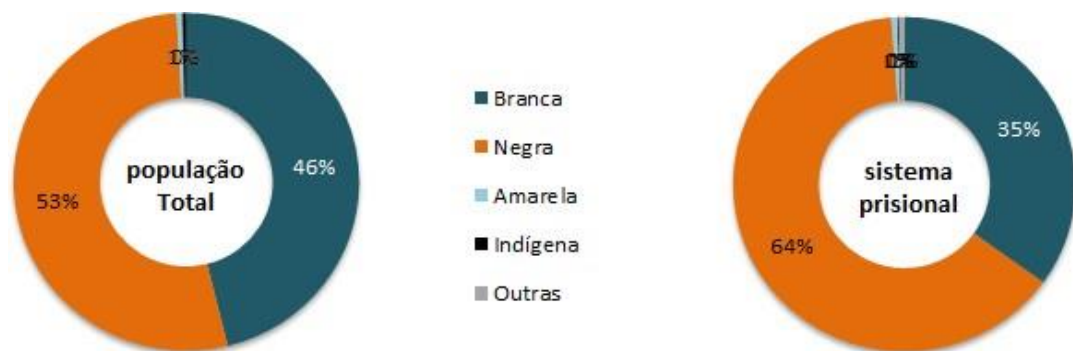 população
Total
46%
53%
Branca
Negra
Amarela
Indígena
Outras
sistema
prisional
35%
64%